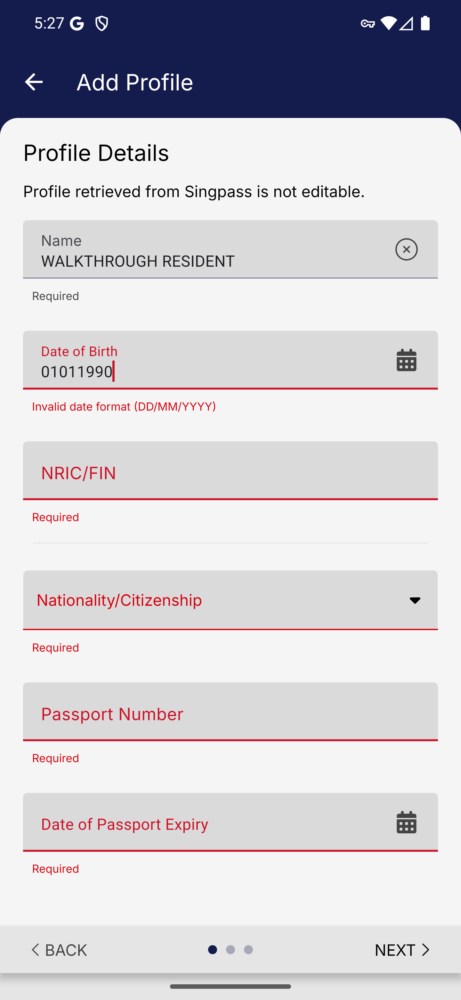 5:27
Add Profile
Profile Details
Profile retrieved from Singpass is not editable.
Name
WALKTHROUGH RESIDENT
Required
Date of Birth
01011990
Invalid date format (DD/MM/YYYY)
NRIC/FIN
Required
Nationality/Citizenship
Required
Passport Number
Required
Date of Passport Expiry
Required
BACK
NEXT